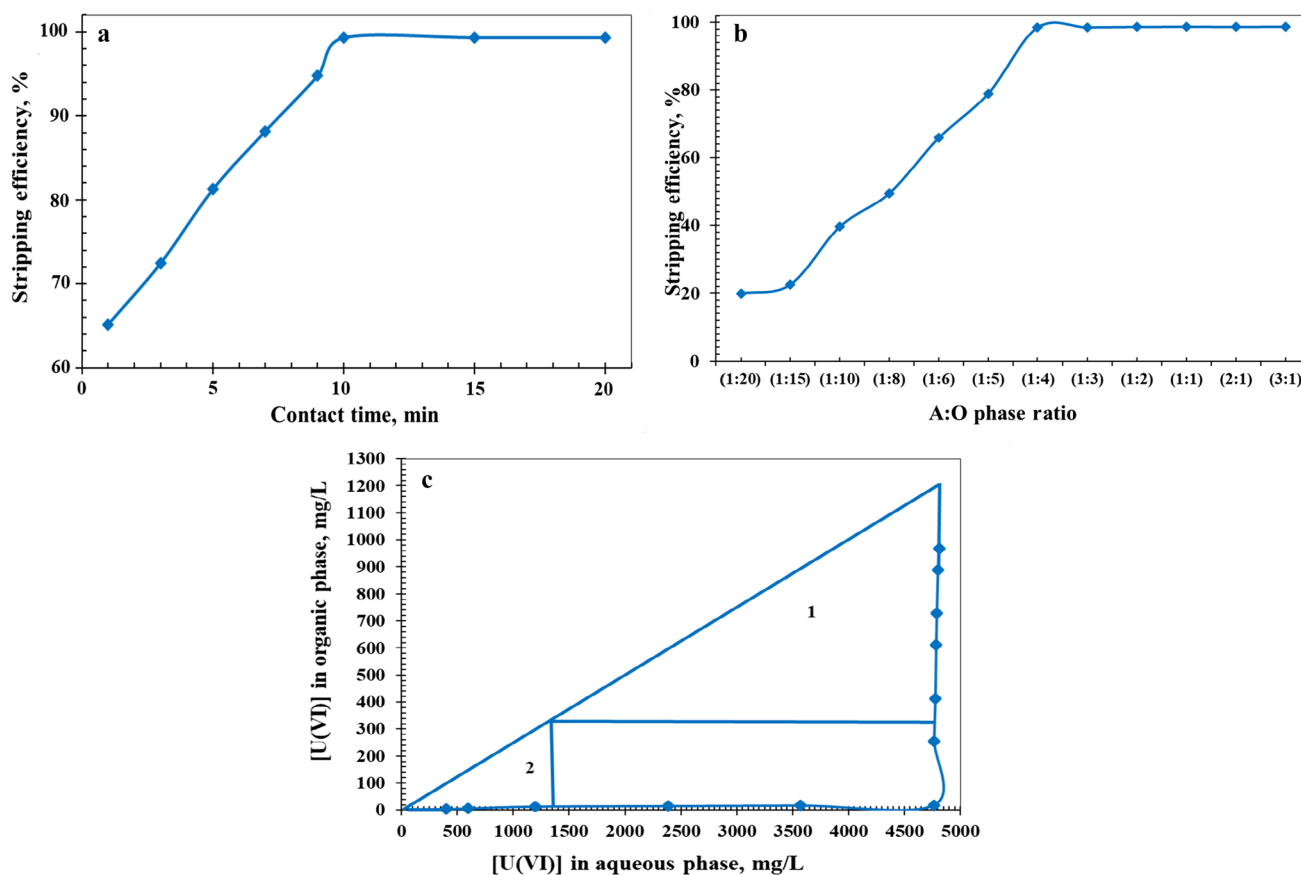 a
Stripping efficiency, %
100
90
80
70
60
0
5
10
15
20
Contact time, min
b
Stripping efficiency, %
100
80
60
40
20
0
(1:20) (1:15) (1:10) (1:8) (1:6) (1:5) (1:4) (1:3) (1:2) (1:1) (2:1) (3:1)
A:O phase ratio
c
[U(VI)] in organic phase, mg/L
1300
1200
1100
1000
900
800
700
600
500
400
300
200
100
0
1
2
0 500 1000 1500 2000 2500 3000 3500 4000 4500 5000
[U(VI)] in aqueous phase, mg/L